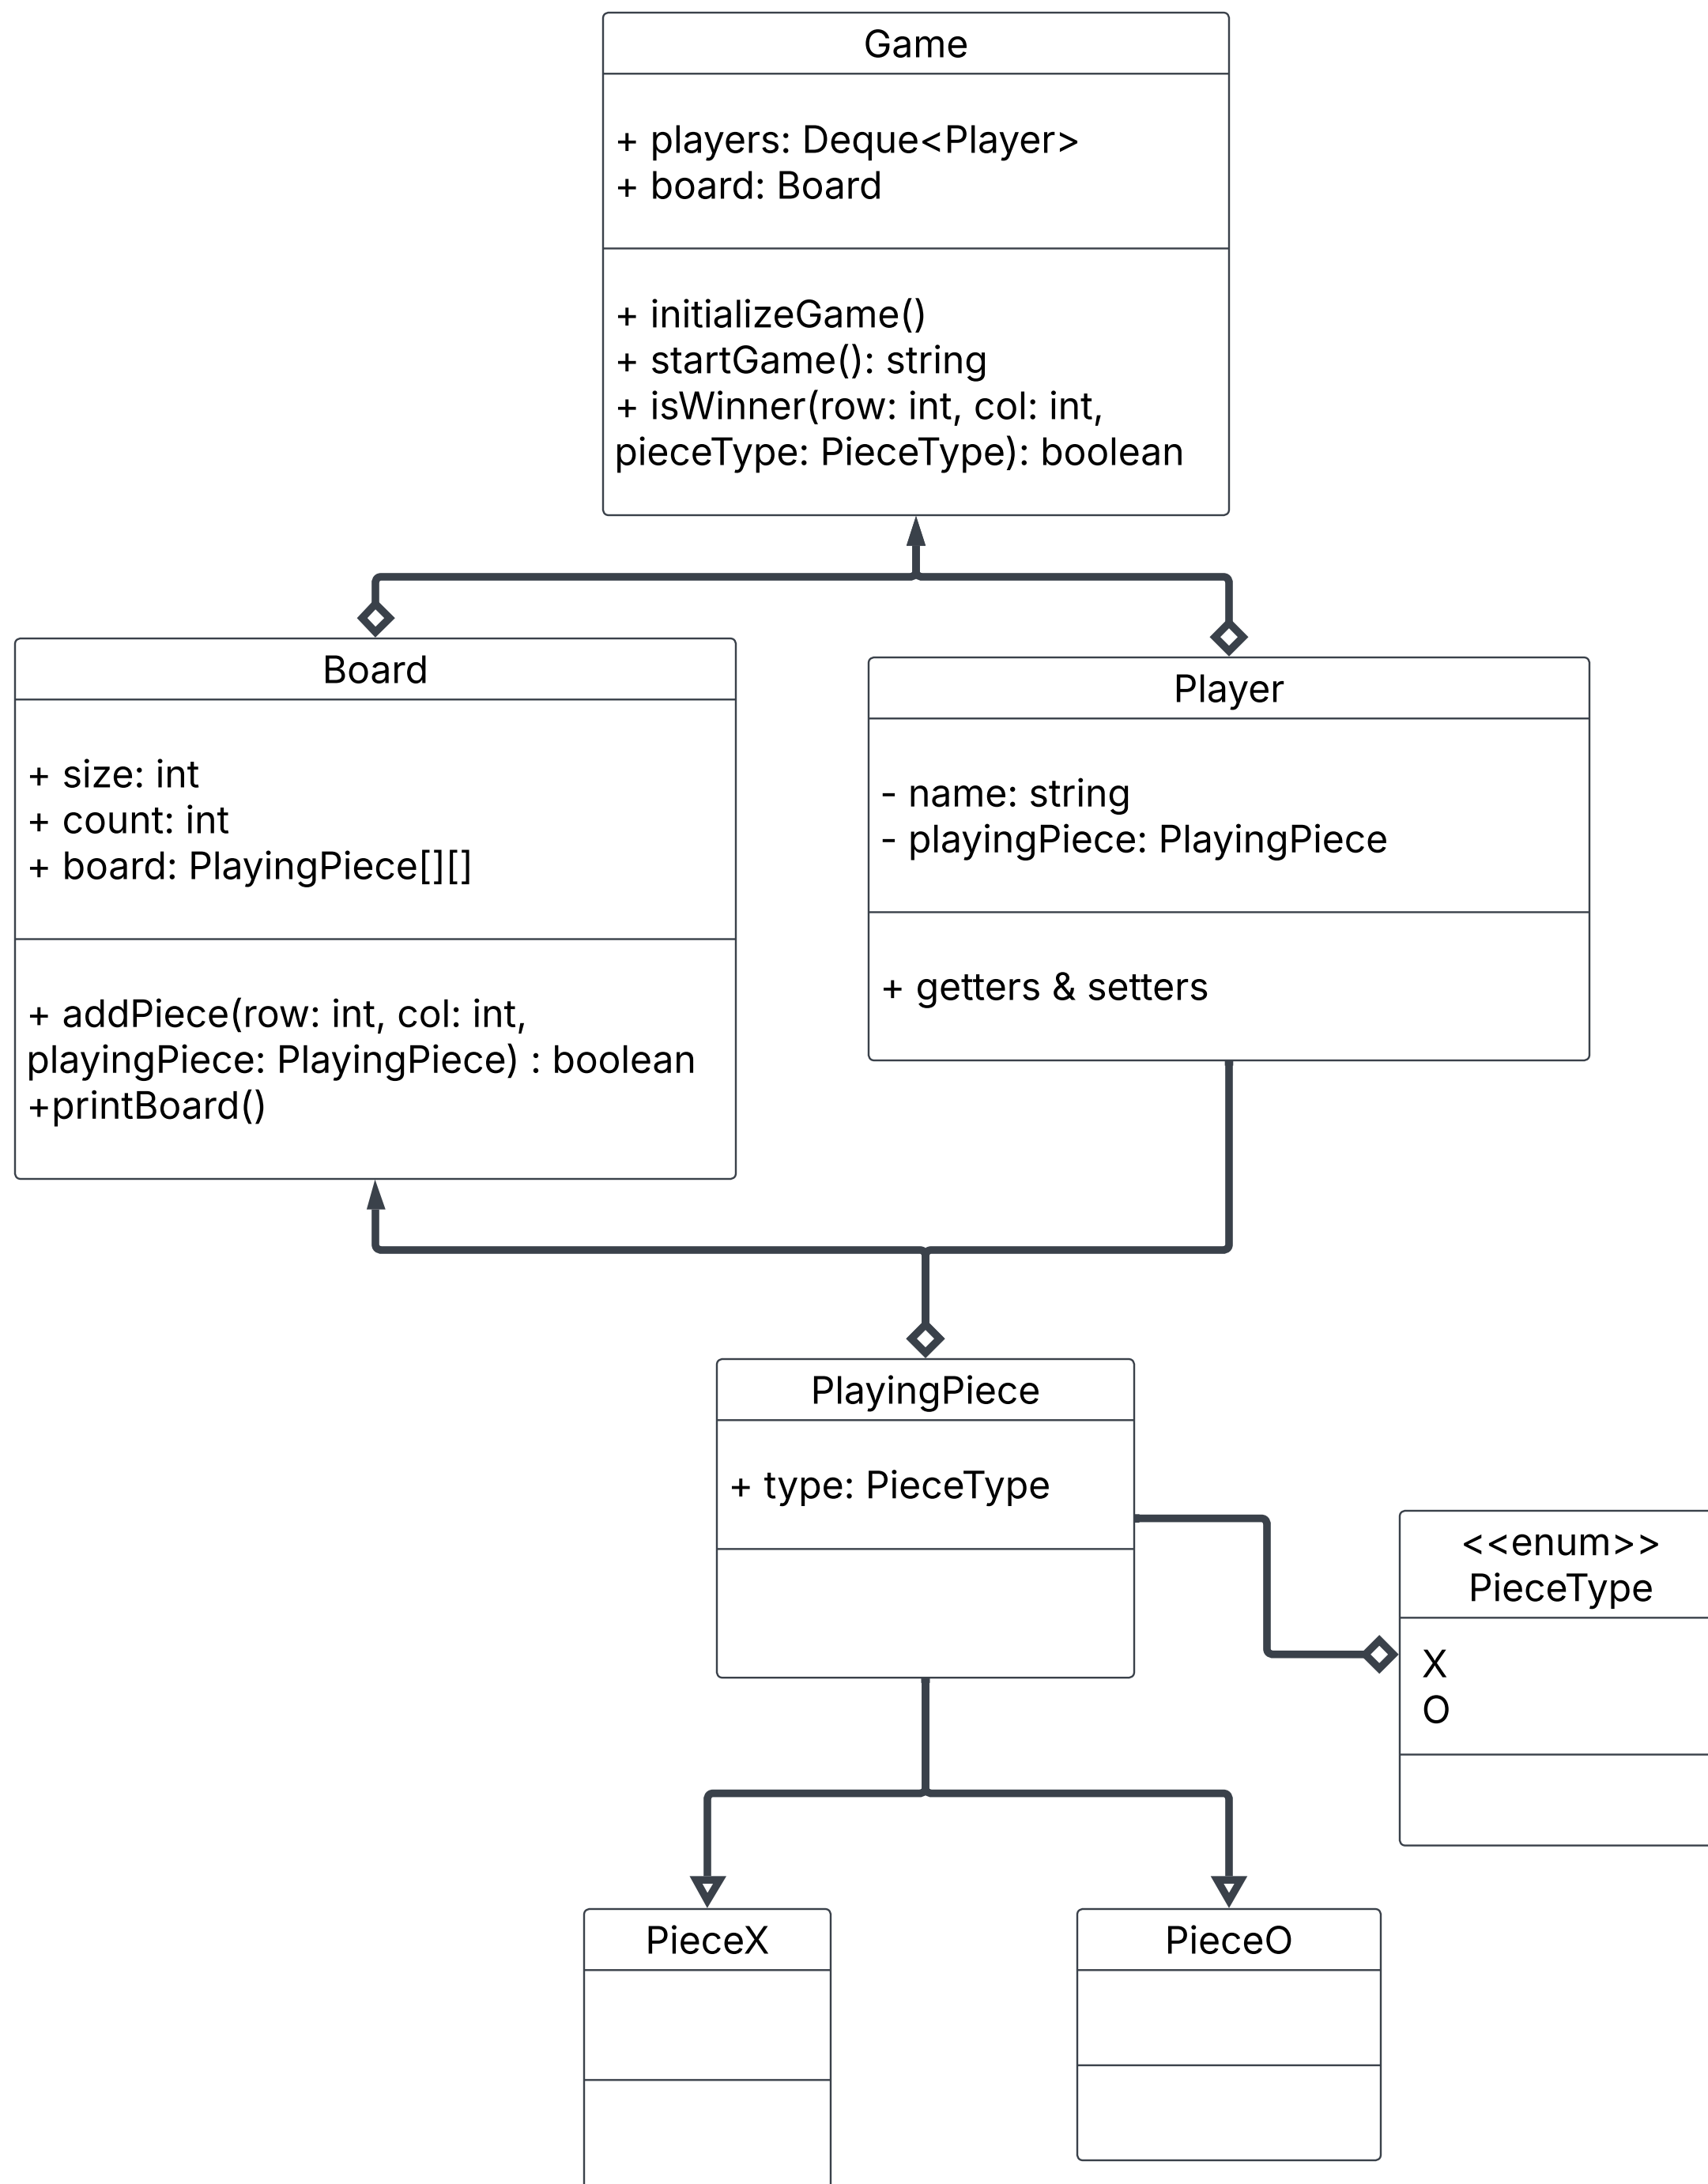 Game
+ players: Deque<Player>
+ board: Board
+ initializeGame()
+ startGame(): string
+ isWinner(row: int, col: int,
pieceType: PieceType): boolean
Board
+ size: int
+ count: int
+ board: PlayingPiece[][]
+ addPiece(row: int, col: int,
playingPiece: PlayingPiece) : boolean
+printBoard()
Player
- name: string
- playingPiece: PlayingPiece
+ getters & setters
PlayingPiece
+ type: PieceType
<<enum>>
PieceType
X
O
PieceX
PieceO